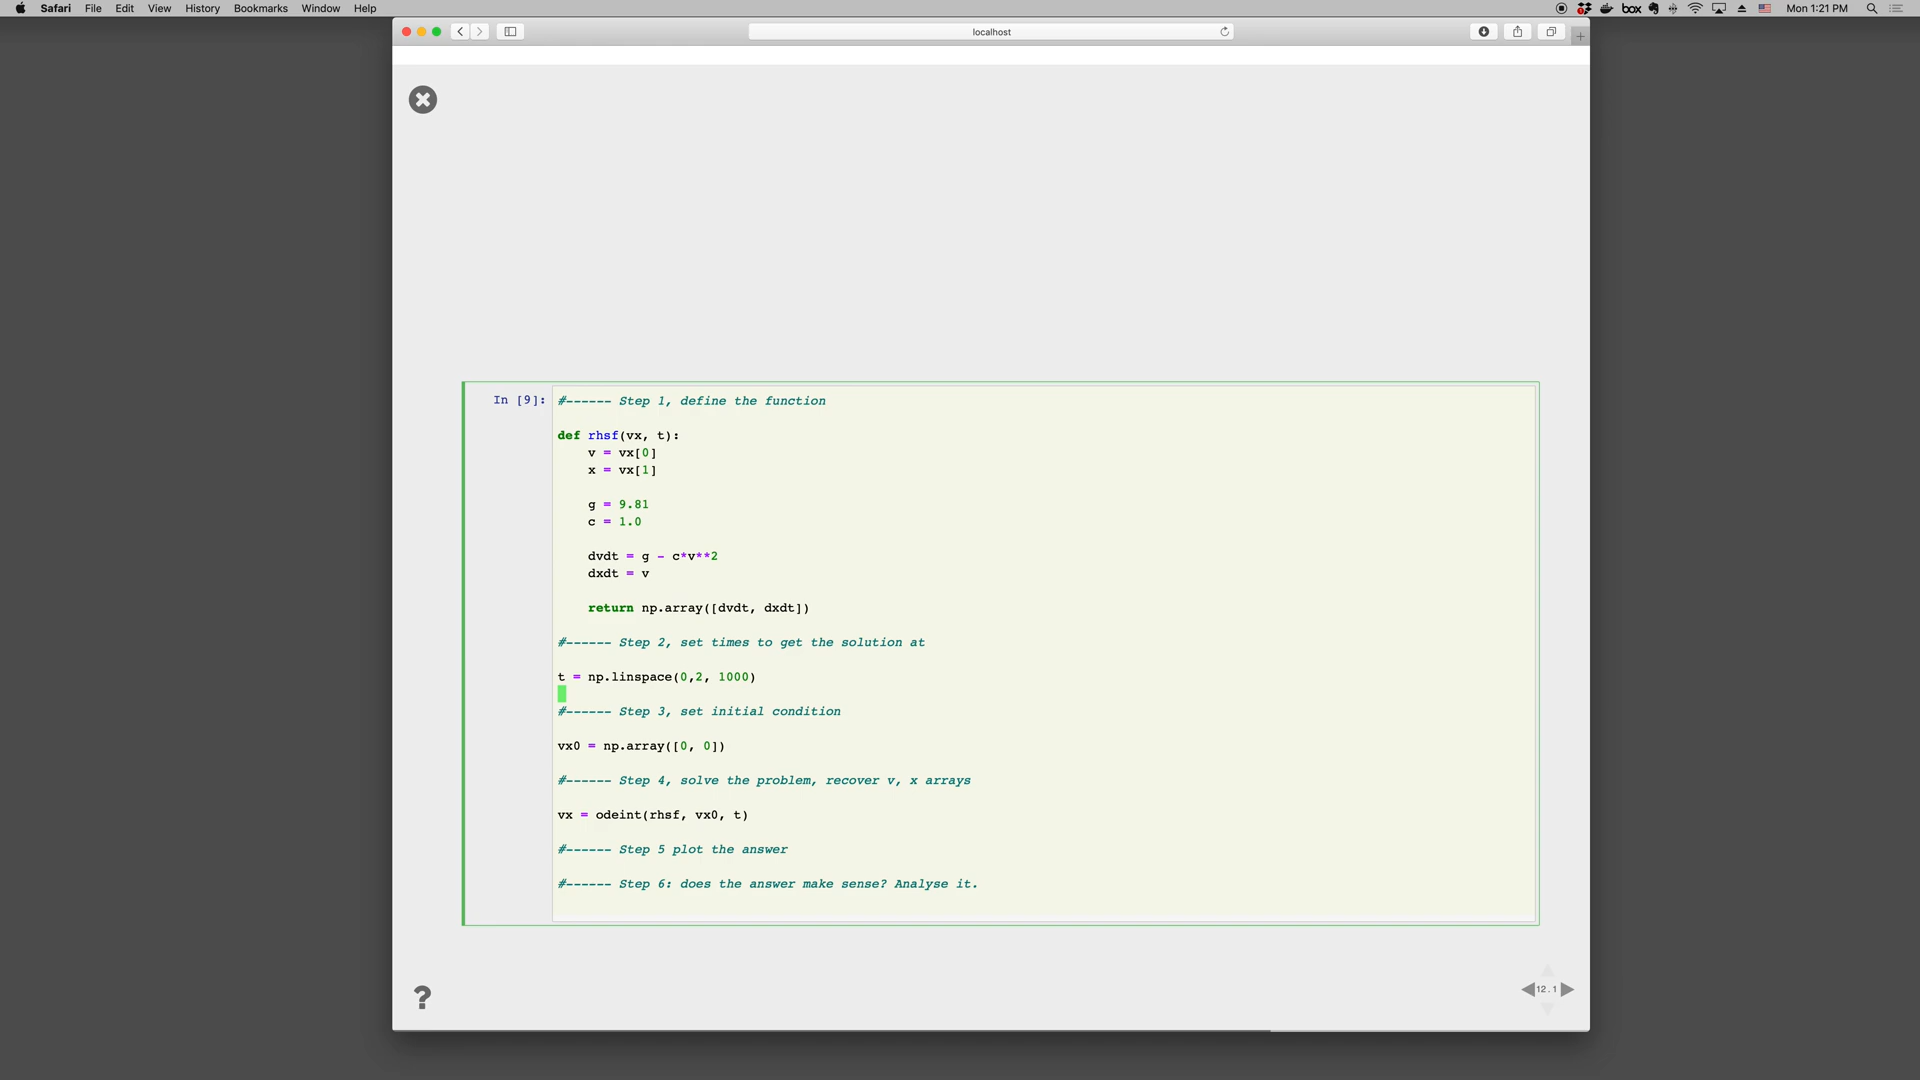 Safari File Edit View History Bookmarks Window Help
box Mon 1:21 PM
localhost
In [9]:
#------ Step 1, define the function
def rhsf(vx, t):
    v = vx[0]
    x = vx[1]
    g = 9.81
    c = 1.0
    dvdt = g - c*v**2
    dxdt = v
    return np.array([dvdt, dxdt])
#------ Step 2, set times to get the solution at
t = np.linspace(0,2, 1000)
#------ Step 3, set initial condition
vx0 = np.array([0, 0])
#------ Step 4, solve the problem, recover v, x arrays
vx = odeint(rhsf, vx0, t)
#------ Step 5 plot the answer
#------ Step 6: does the answer make sense? Analyse it.
?
12.1